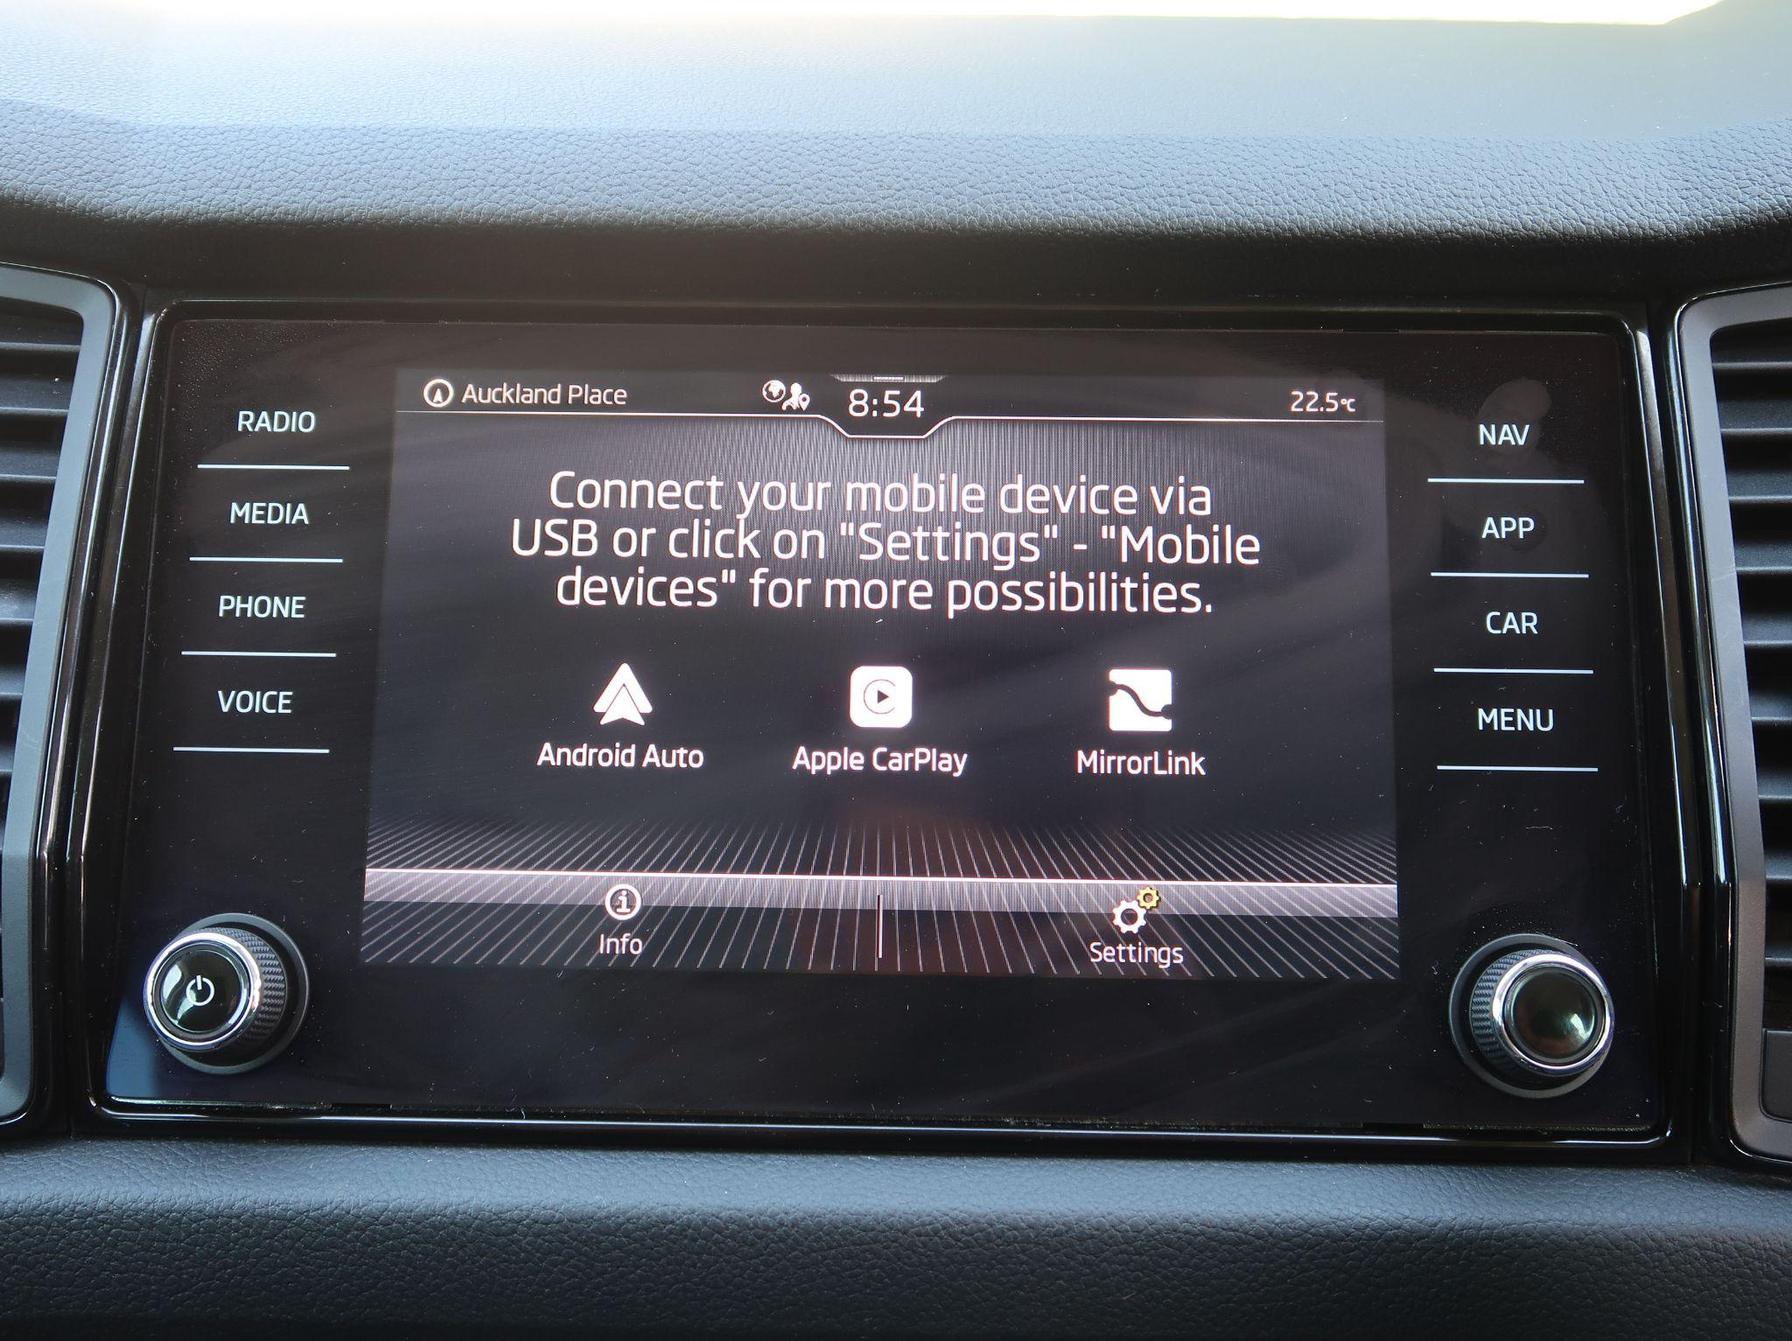 Auckland Place
8:54
22.5°C
RADIO
MEDIA
PHONE
VOICE
Connect your mobile device via
USB or click on "Settings" - "Mobile
devices" for more possibilities.
Android Auto
Apple CarPlay
MirrorLink
Info
Settings
NAV
APP
CAR
MENU